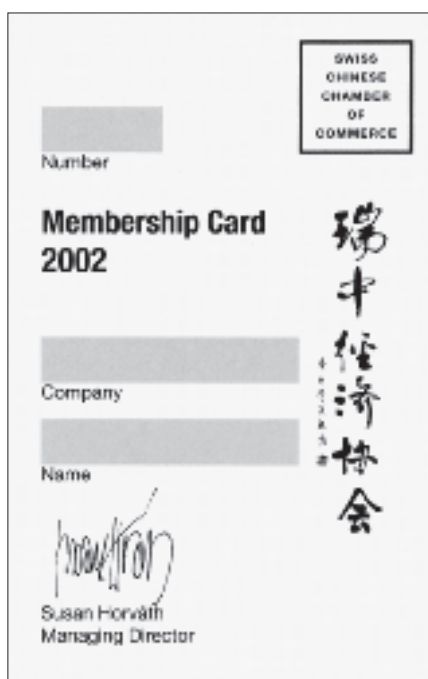 SWISS
CHINESE
CHAMBER
OF
COMMERCE
Number
Membership Card
2002
瑞中经济协会
Company
Name
Susan Horváth
Managing Director